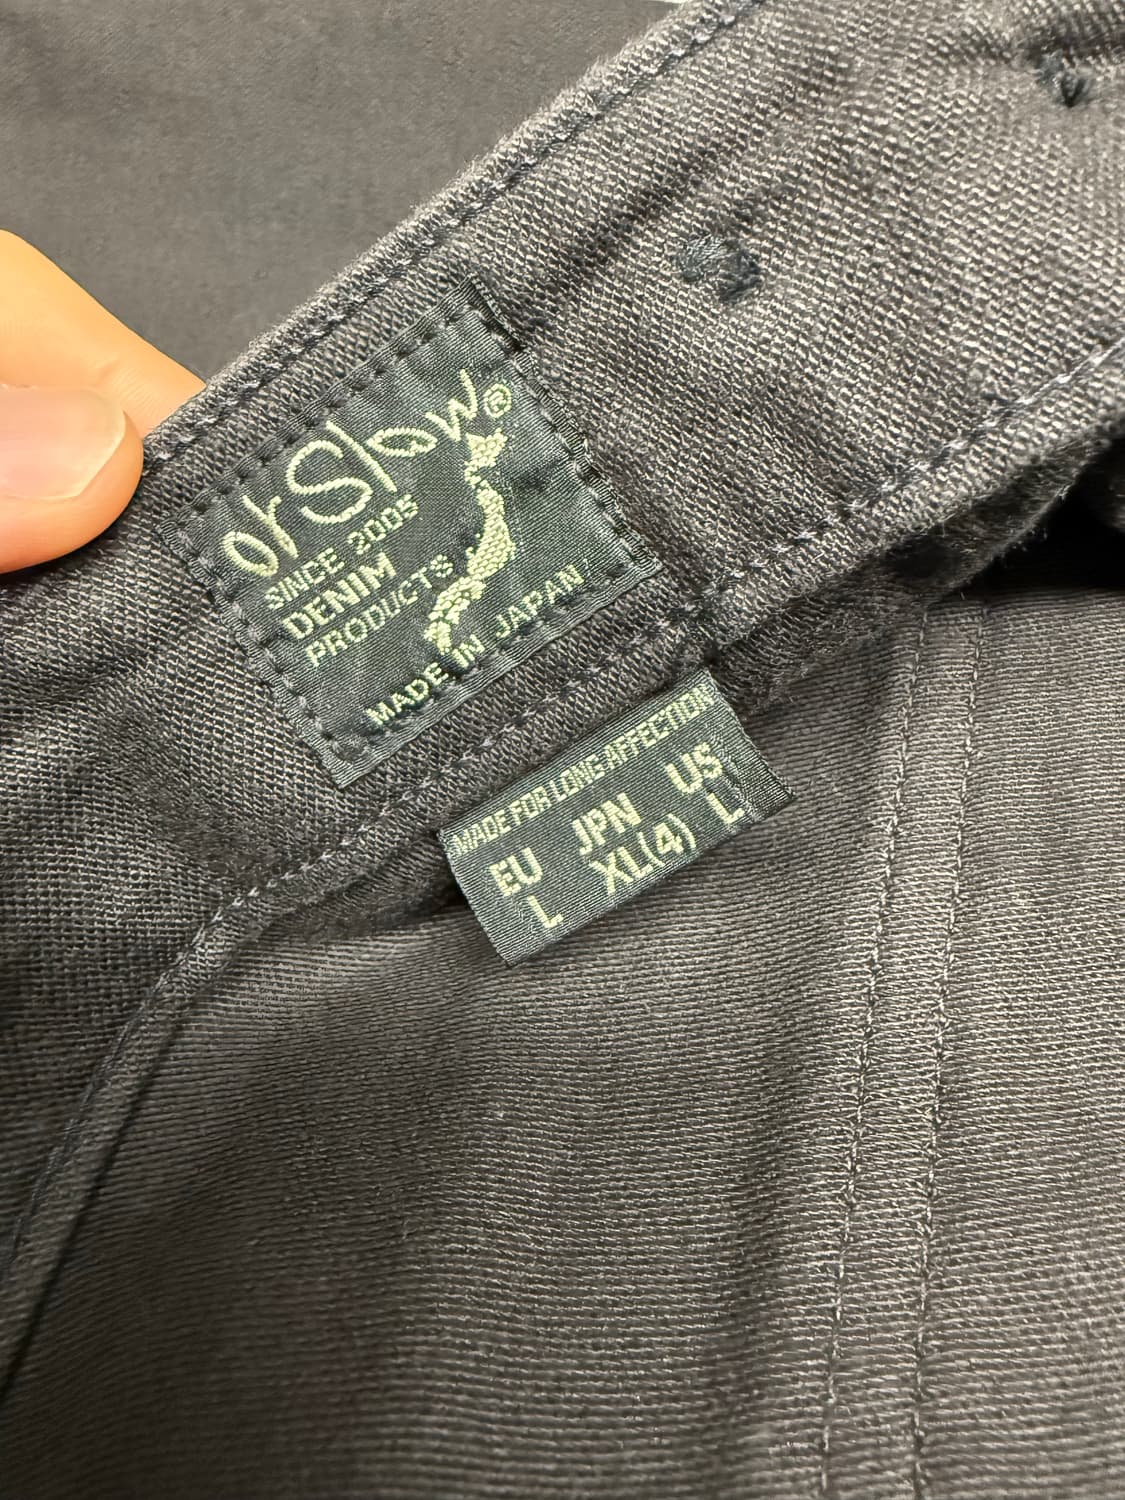 orSlow®
SINCE 2005
DENIM
PRODUCTS
MADE IN JAPAN
MADE FOR LONG AFFECTION
EU JPN US
L XL(4) L